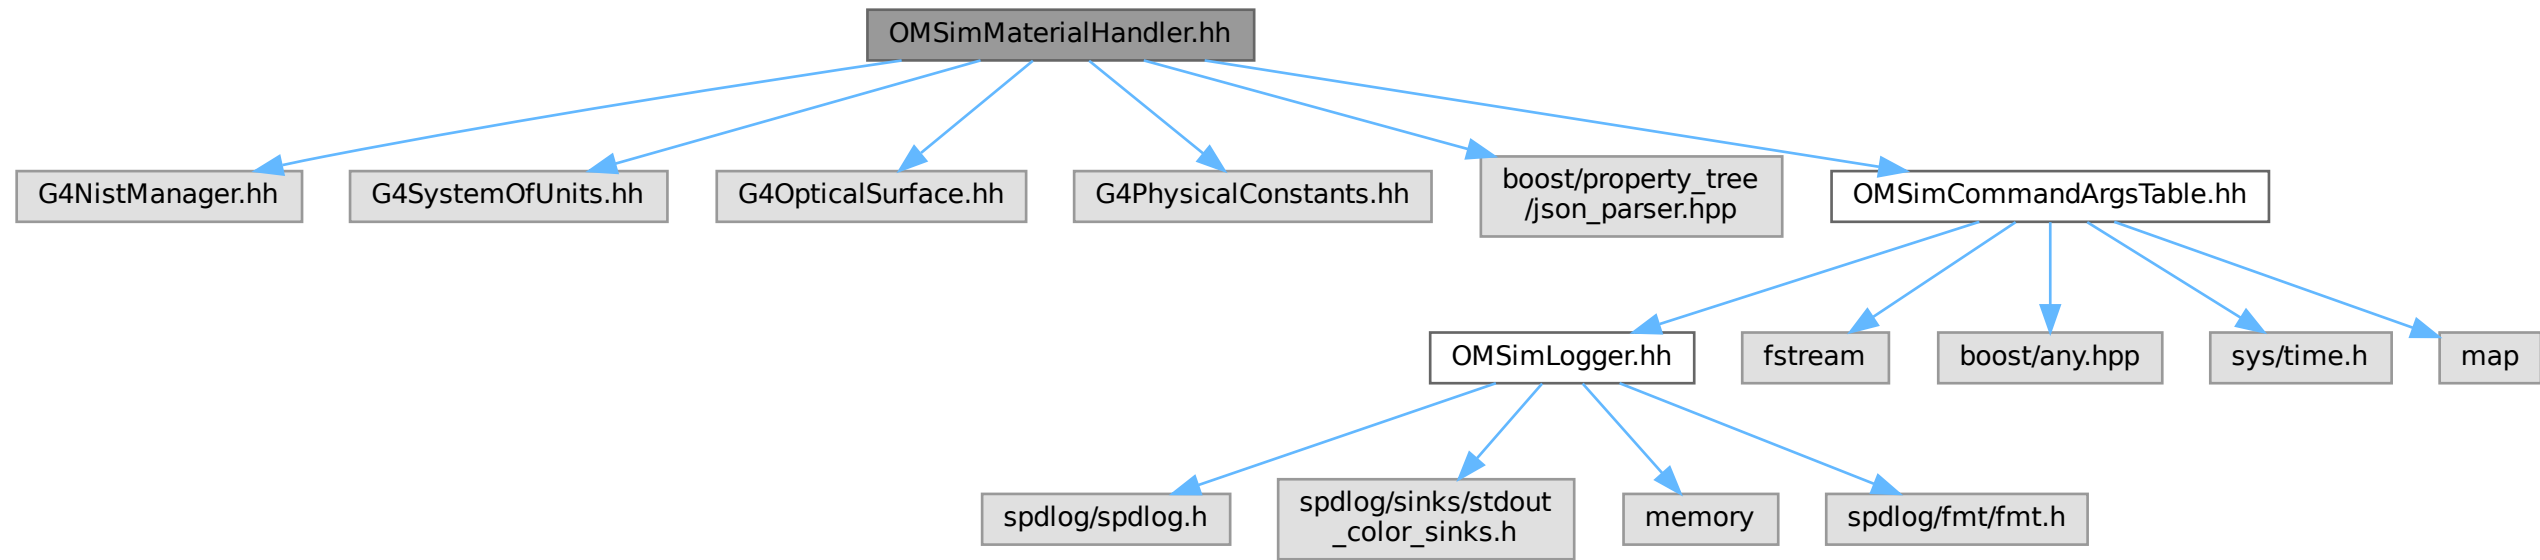 OMSimMaterialHandler.hh
G4NistManager.hh
G4SystemOfUnits.hh
G4OpticalSurface.hh
G4PhysicalConstants.hh
boost/property_tree
/json_parser.hpp
OMSimCommandArgsTable.hh
OMSimLogger.hh
fstream
boost/any.hpp
sys/time.h
map
spdlog/spdlog.h
spdlog/sinks/stdout
_color_sinks.h
memory
spdlog/fmt/fmt.h